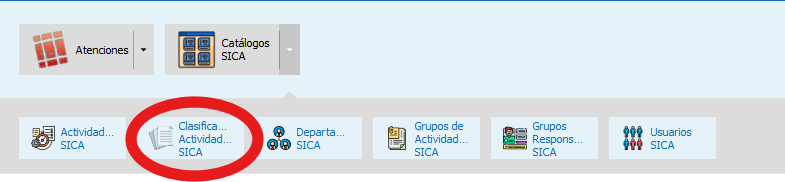 Atenciones
Catálogos
SICA
Actividad...
SICA
Clasifica...
Actividad...
SICA
Departa...
SICA
Grupos de
Actividad...
SICA
Grupos
Respons...
SICA
Usuarios
SICA